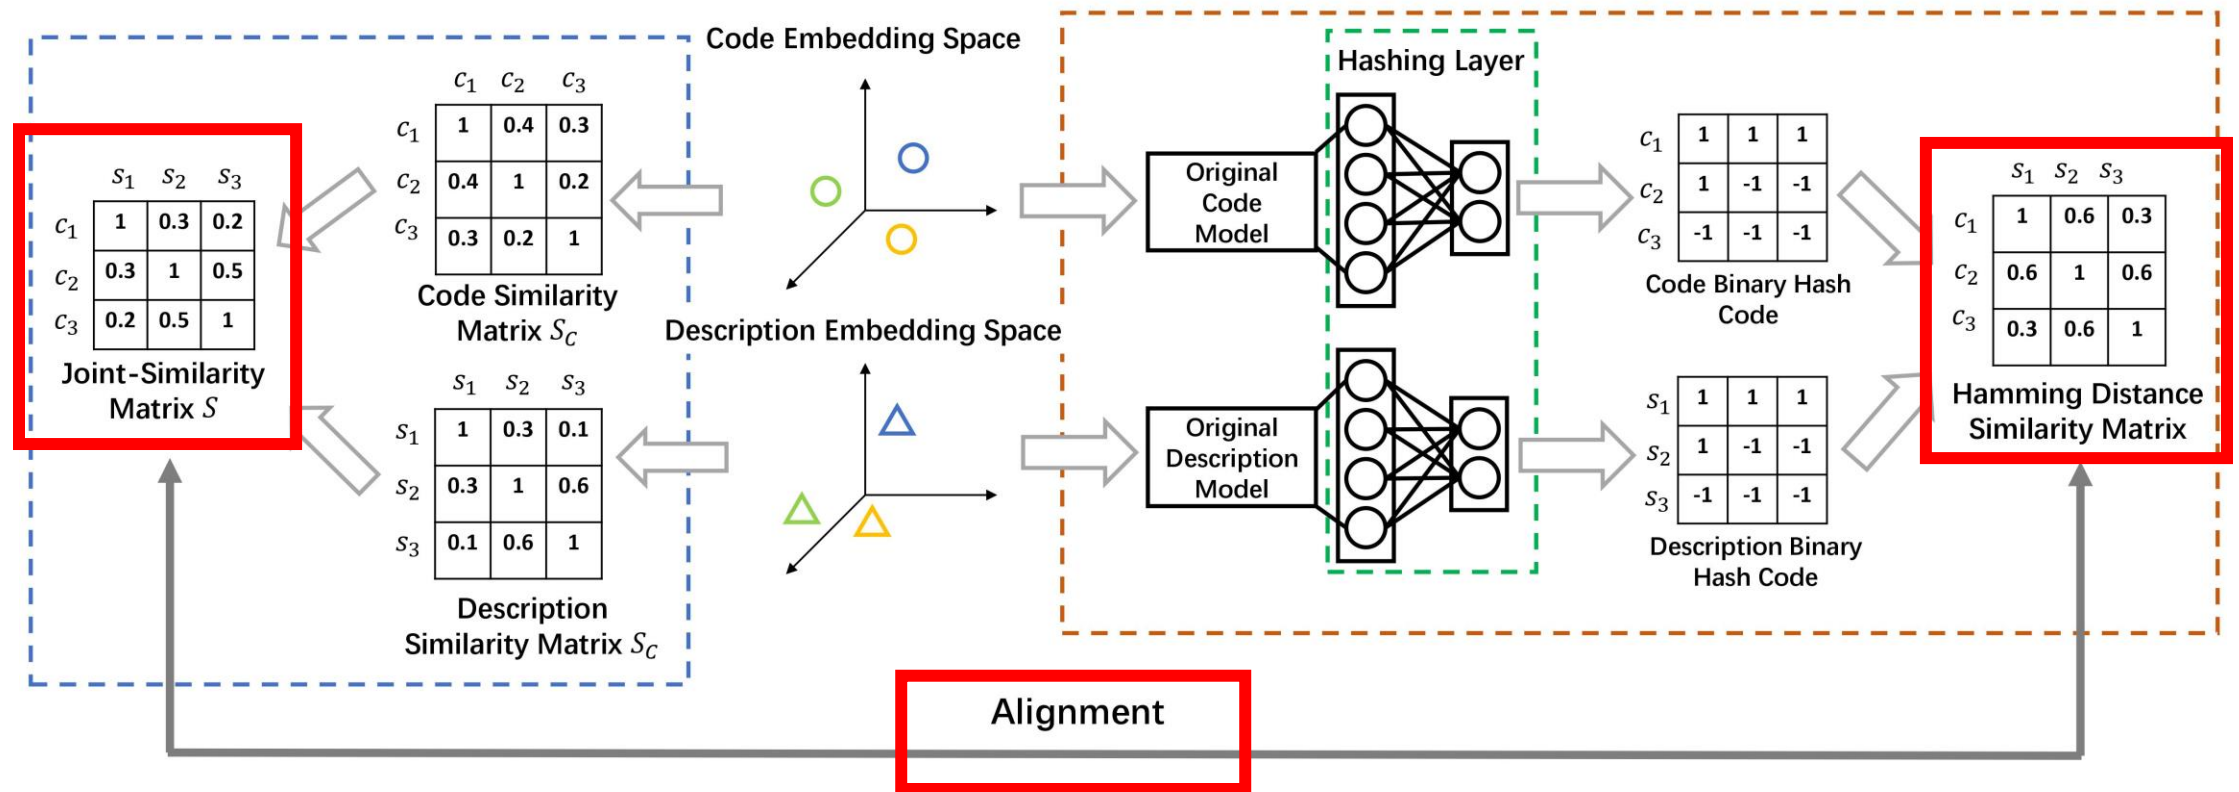 Code Embedding Space
Hashing Layer
c1 c2 c3
c1 1 0.4 0.3
c2 0.4 1 0.2
c3 0.3 0.2 1
Code Similarity
Matrix SC
s1 s2 s3
c1 1 0.3 0.2
c2 0.3 1 0.5
c3 0.2 0.5 1
Joint-Similarity
Matrix S
s1 s2 s3
s1 1 0.3 0.1
s2 0.3 1 0.6
s3 0.1 0.6 1
Description
Similarity Matrix SC
Description Embedding Space
Original
Code
Model
Original
Description
Model
c1 1 1 1
c2 1 -1 -1
c3 -1 -1 -1
Code Binary Hash
Code
s1 1 1 1
s2 1 -1 -1
s3 -1 -1 -1
Description Binary
Hash Code
s1 s2 s3
c1 1 0.6 0.3
c2 0.6 1 0.6
c3 0.3 0.6 1
Hamming Distance
Similarity Matrix
Alignment